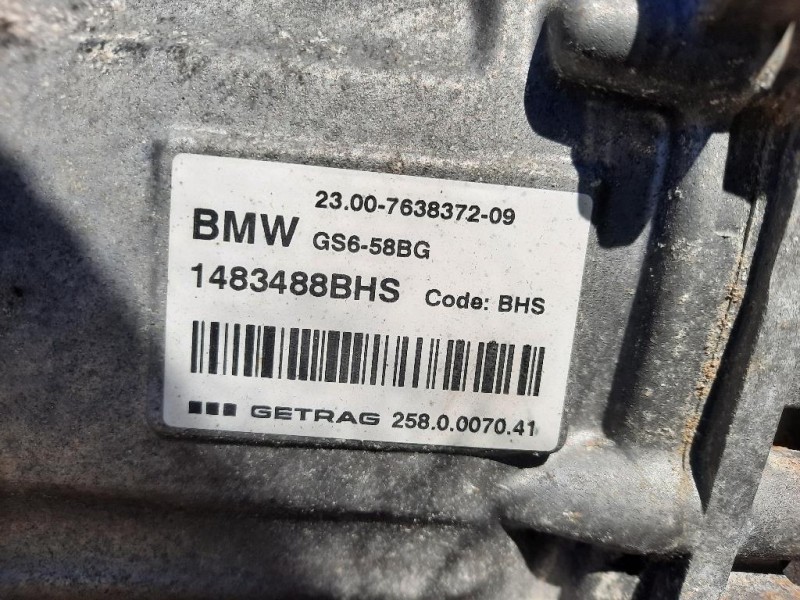 23.00-7638372-09
BMW GS6-58BG
1483488BHS Code: BHS
GETRAG 258.0.0070.41